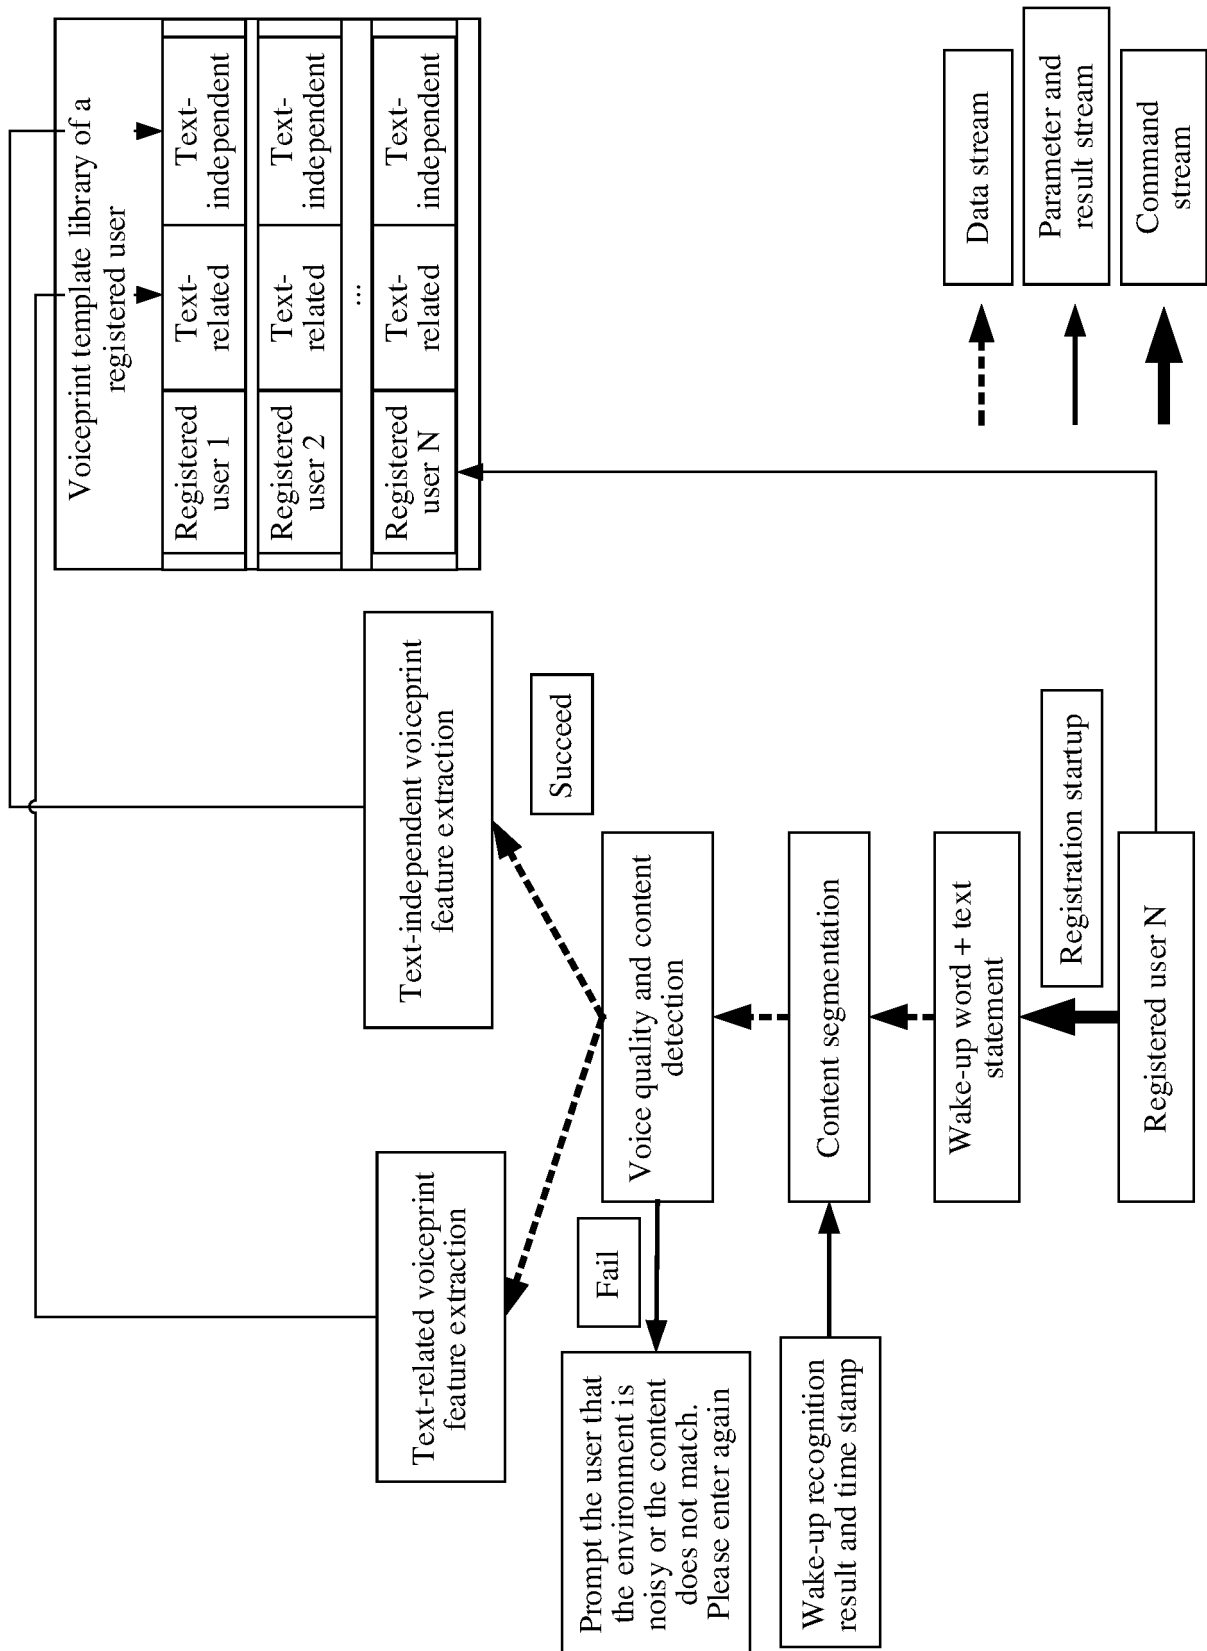 Prompt the user that
the environment is
noisy or the content
does not match.
Please enter again
Wake-up recognition
result and time stamp
Text-related voiceprint
feature extraction
Fail
Voice quality and content
detection
Content segmentation
Wake-up word + text
statement
Registered user N
Registration startup
Text-independent voiceprint
feature extraction
Succeed
Voiceprint template library of a
registered user
Registered
user 1
Text-
related
Text-
independent
Registered
user 2
Text-
related
Text-
independent
...
Registered
user N
Text-
related
Text-
independent
Data stream
Parameter and
result stream
Command
stream